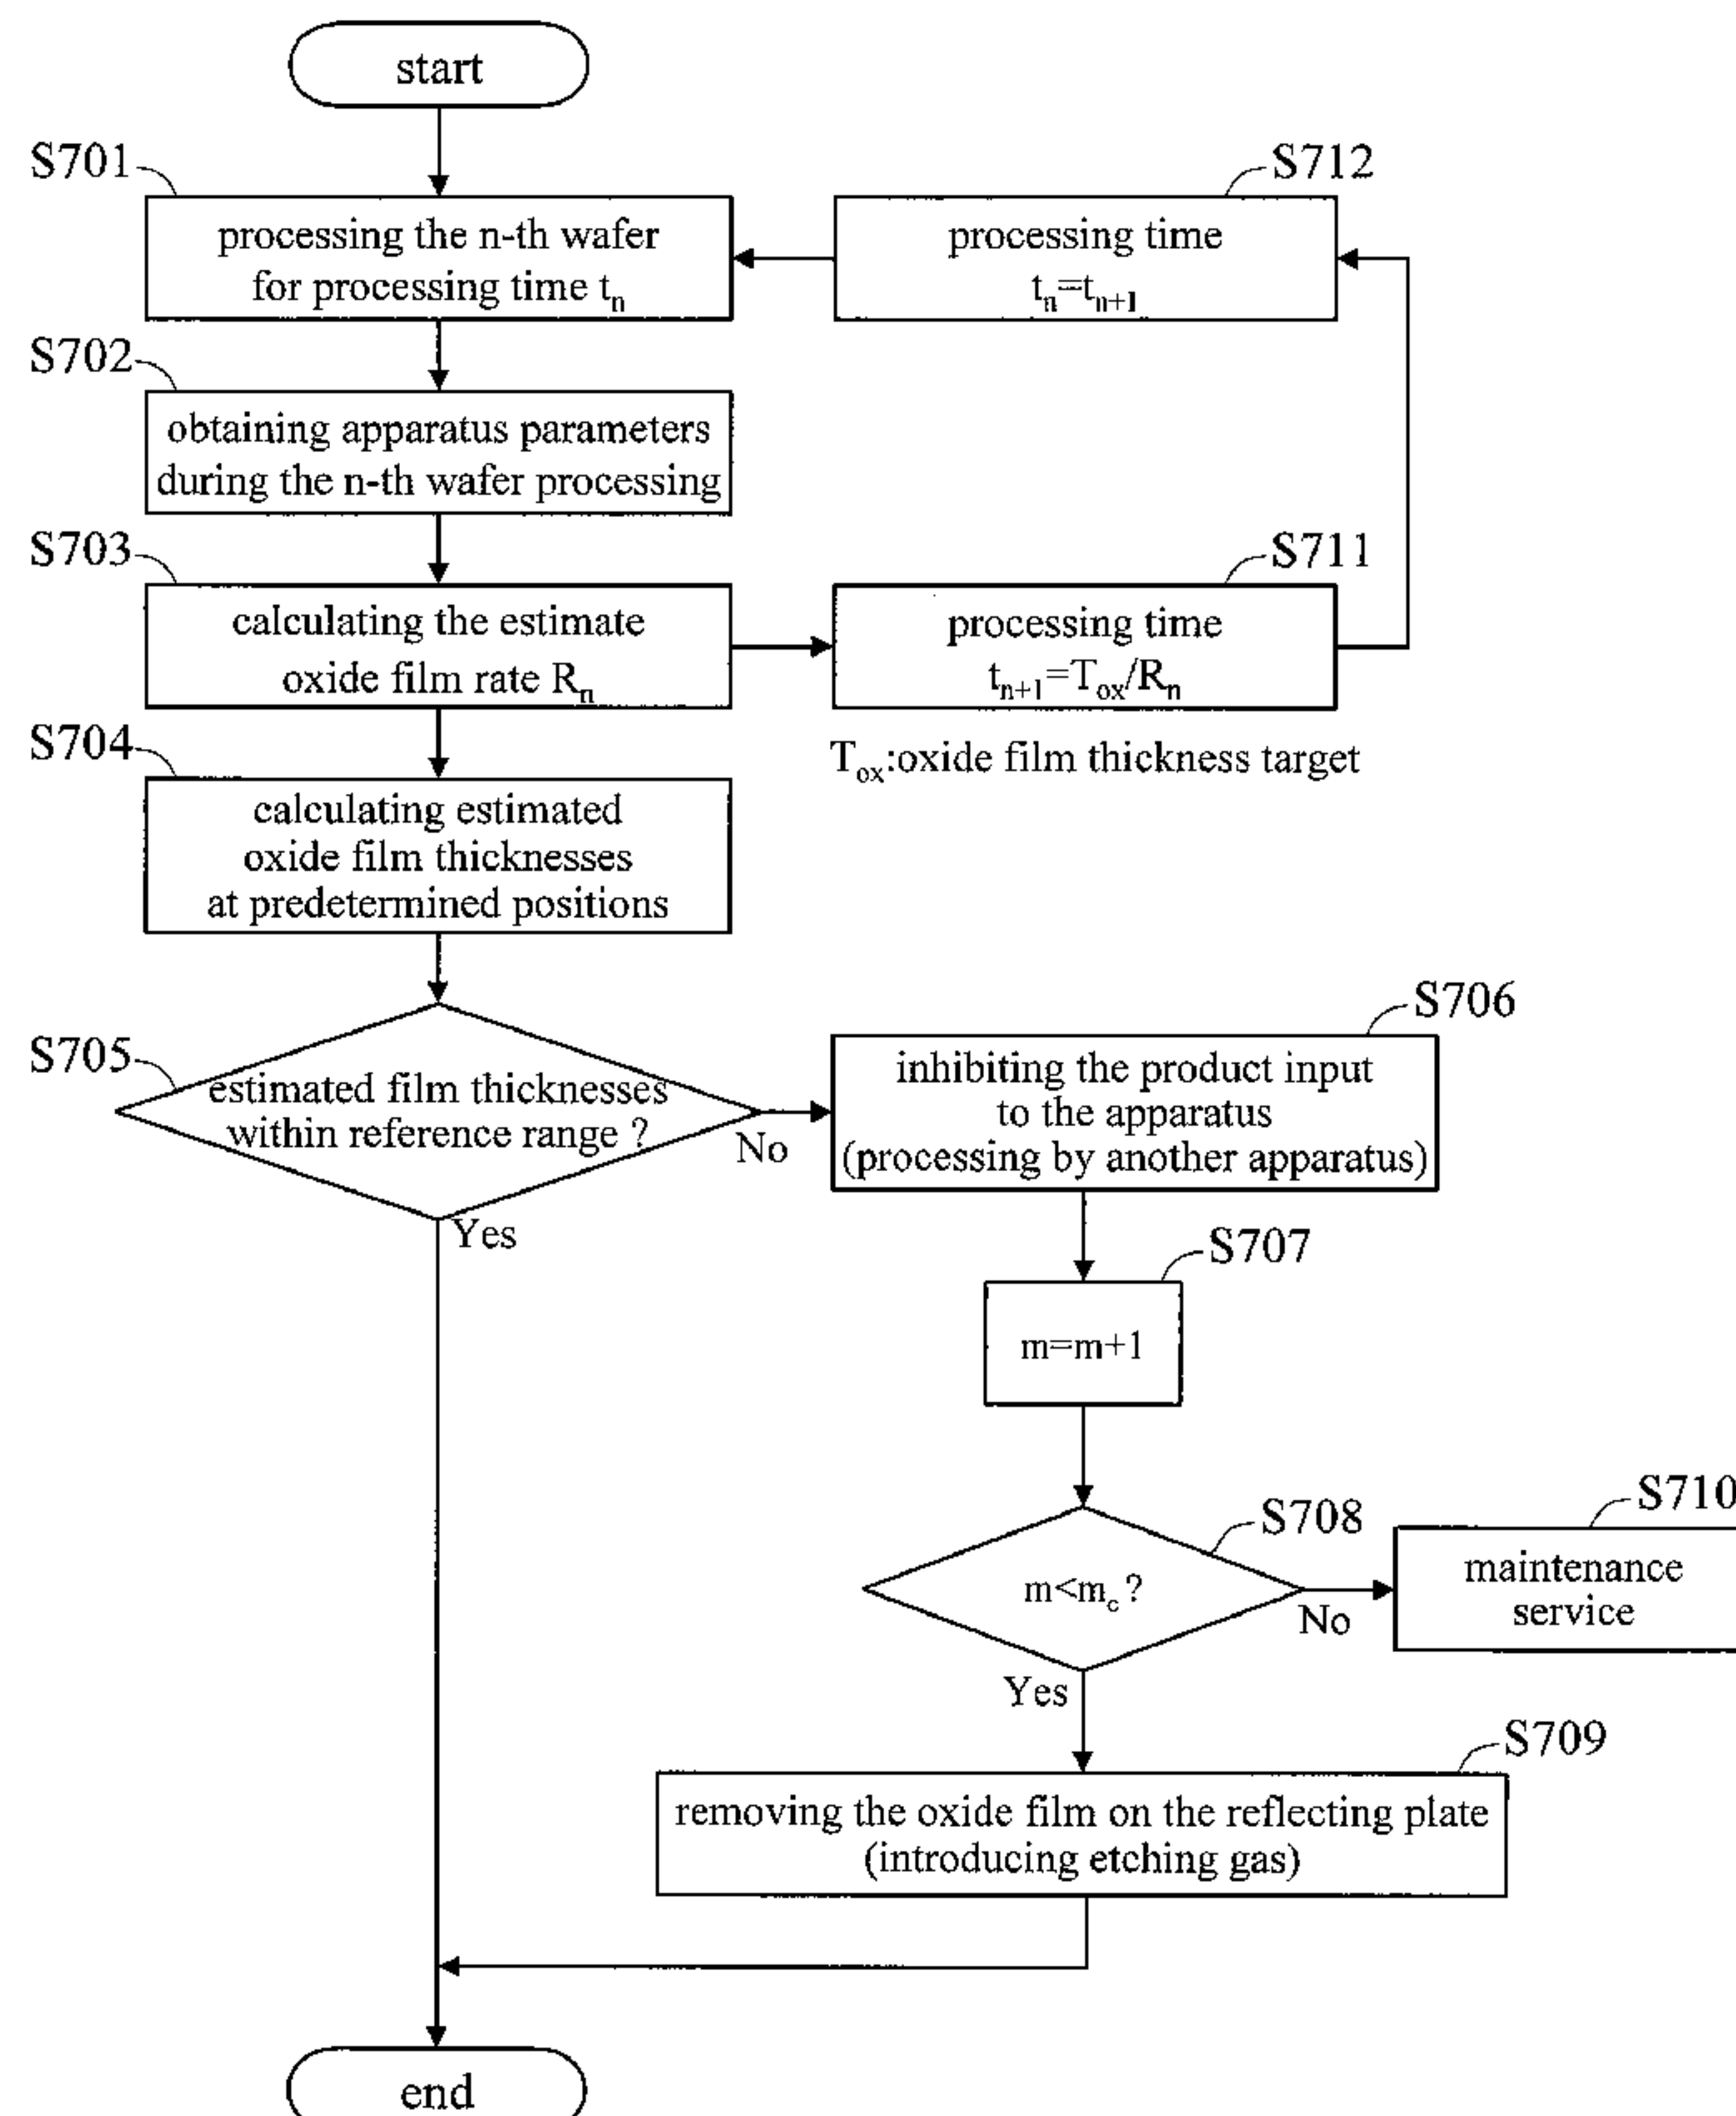 start
S701
processing the n-th wafer
for processing time tn
S712
processing time
tn=tn+1
S702
obtaining apparatus parameters
during the n-th wafer processing
S703
calculating the estimate
oxide film rate Rn
S711
processing time
tn+1=Tox/Rn
Tox:oxide film thickness target
S704
calculating estimated
oxide film thicknesses
at predetermined positions
S705
estimated film thicknesses
within reference range ?
No
Yes
S706
inhibiting the product input
to the apparatus
(processing by another apparatus)
S707
m=m+1
S708
m<mc ?
No
Yes
S710
maintenance
service
S709
removing the oxide film on the reflecting plate
(introducing etching gas)
end